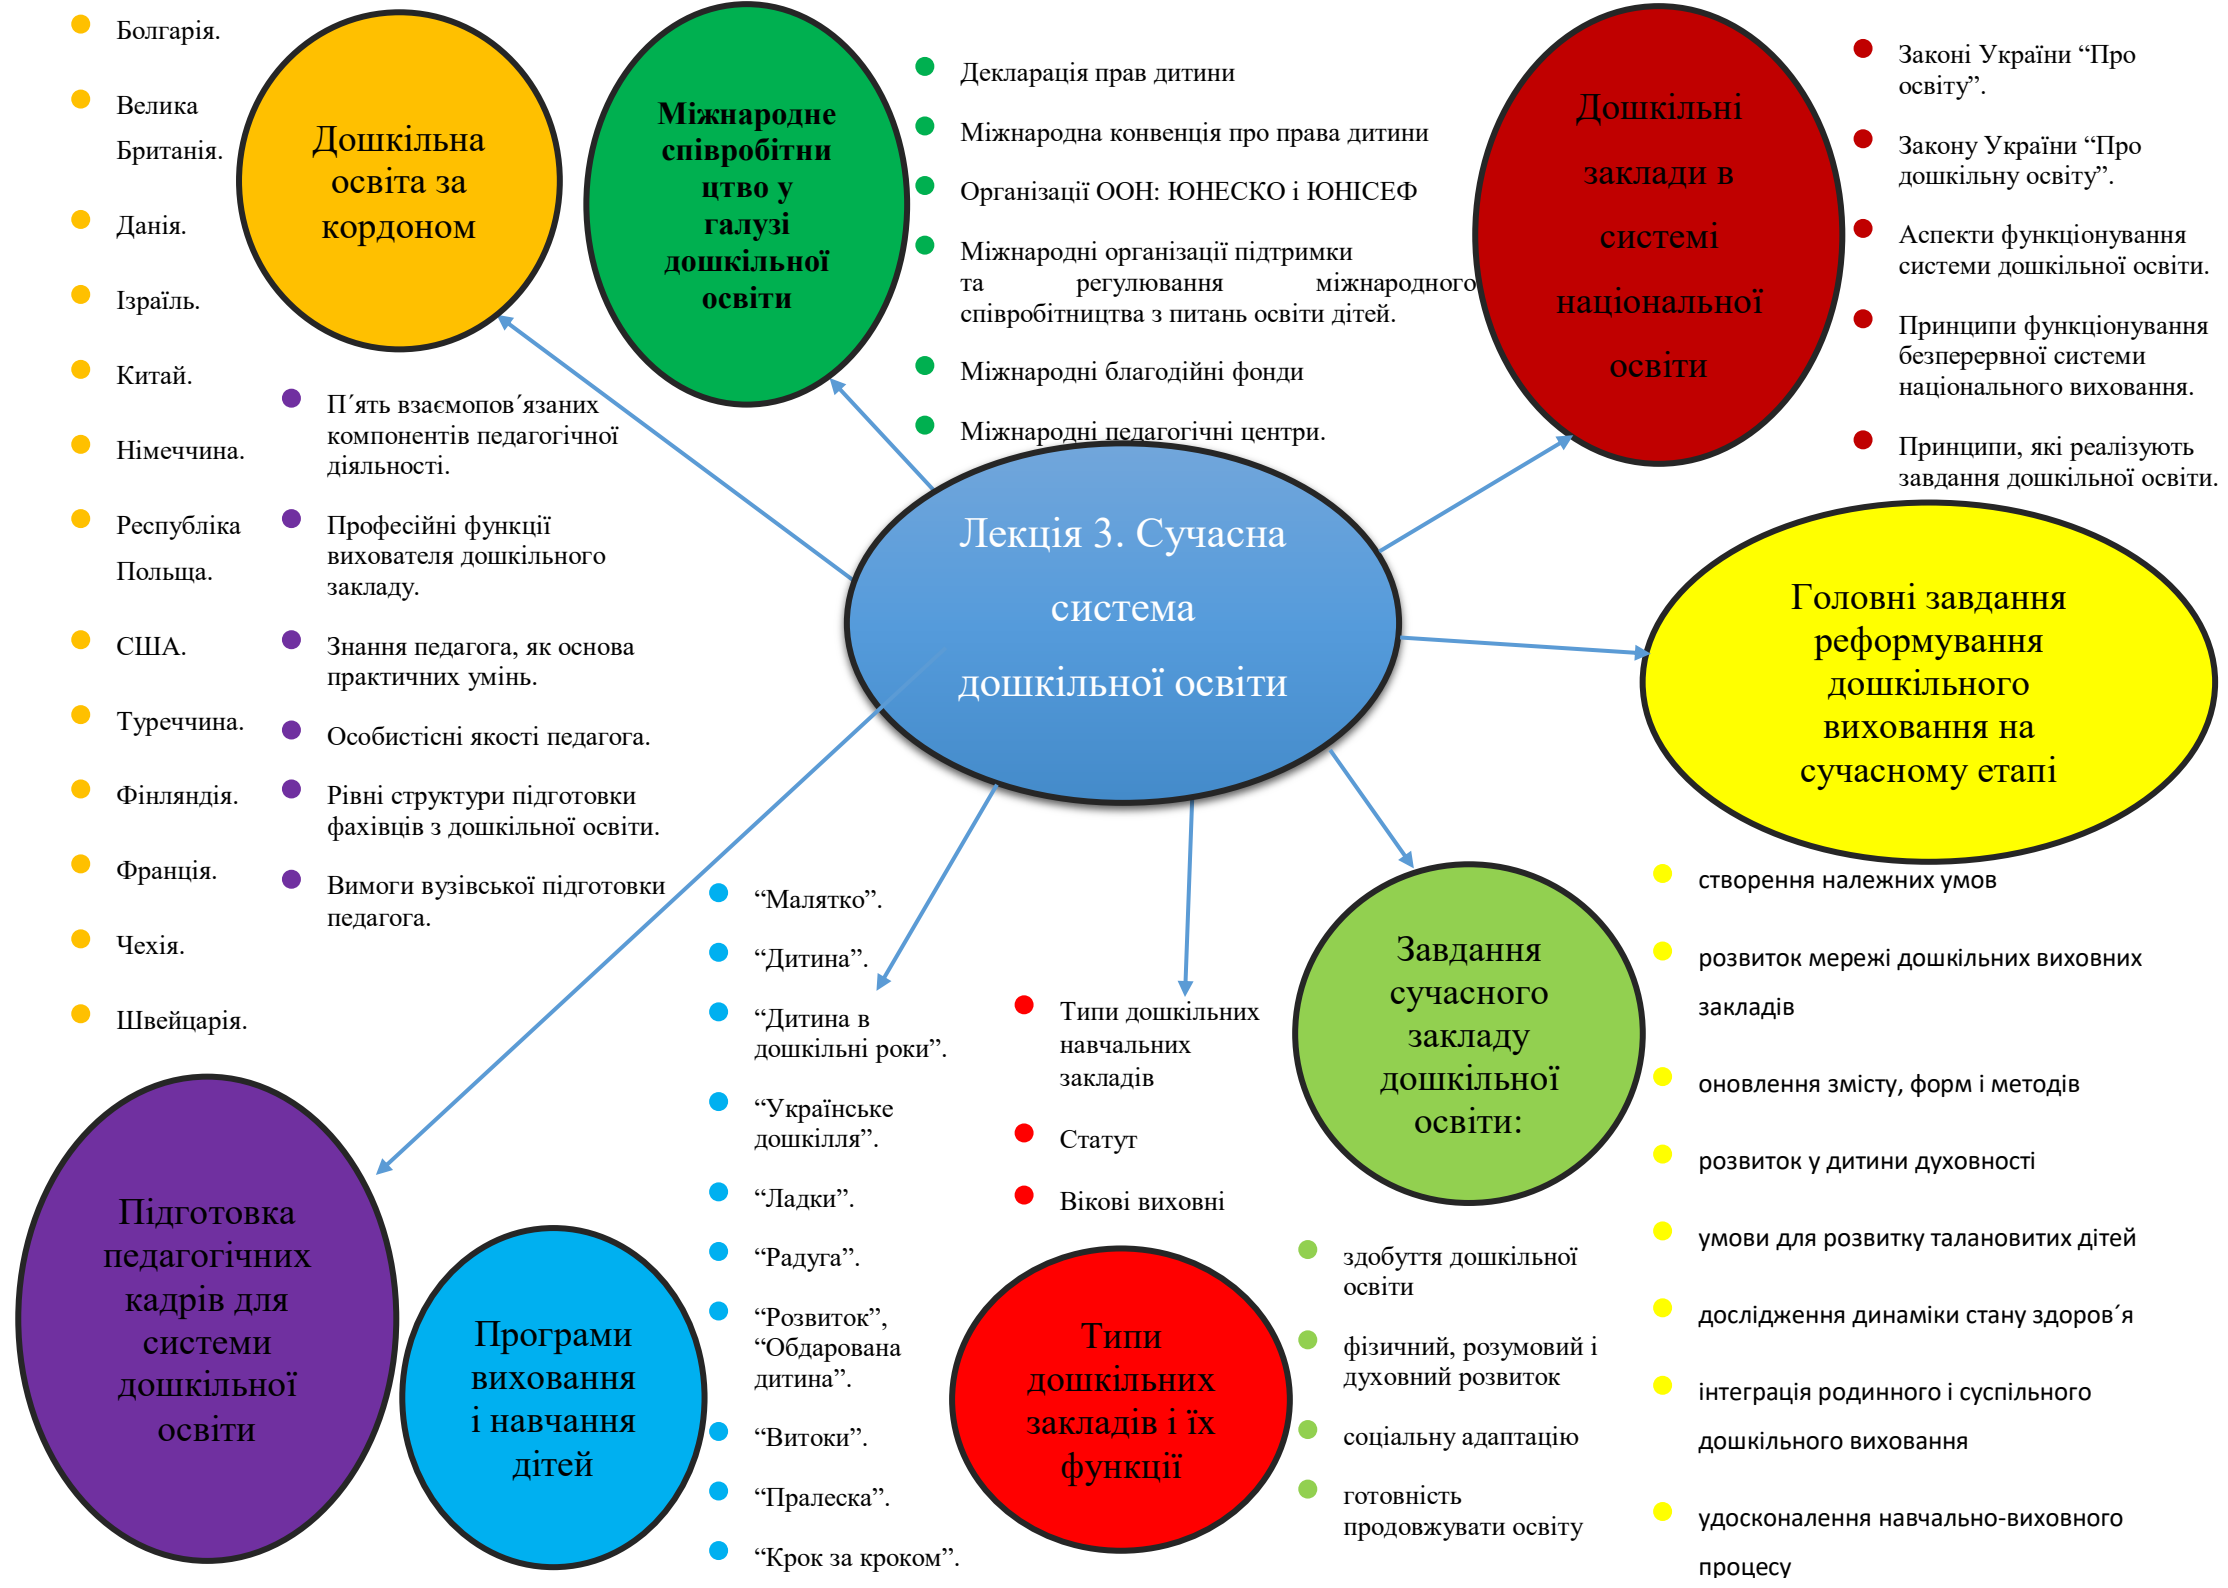 Болгарія.
Велика
Британія.
Данія.
Ізраїль.
Китай.
Німеччина.
Республіка
Польща.
США.
Туреччина.
Фінляндія.
Франція.
Чехія.
Швейцарія.
Дошкільна
освіта за
кордоном
Міжнародне
співробітни
цтво у
галузі
дошкільної
освіти
Декларація прав дитини
Міжнародна конвенція про права дитини
Організації ООН: ЮНЕСКО і ЮНІСЕФ
Міжнародні організації підтримки
та регулювання міжнародного
співробітництва з питань освіти дітей.
Міжнародні благодійні фонди
Міжнародні педагогічні центри.
Дошкільні
заклади в
системі
національної
освіти
Законі України “Про
освіту”.
Закону України “Про
дошкільну освіту”.
Аспекти функціонування
системи дошкільної освіти.
Принципи функціонування
безперервної системи
національного виховання.
Принципи, які реалізують
завдання дошкільної освіти.
П´ять взаємопов´язаних
компонентів педагогічної
діяльності.
Професійні функції
вихователя дошкільного
закладу.
Знання педагога, як основа
практичних умінь.
Особистісні якості педагога.
Рівні структури підготовки
фахівців з дошкільної освіти.
Вимоги вузівської підготовки
педагога.
Лекція 3. Сучасна
система
дошкільної освіти
Головні завдання
реформування
дошкільного
виховання на
сучасному етапі
створення належних умов
розвиток мережі дошкільних виховних
закладів
оновлення змісту, форм і методів
розвиток у дитини духовності
умови для розвитку талановитих дітей
дослідження динаміки стану здоров´я
інтеграція родинного і суспільного
дошкільного виховання
удосконалення навчально-виховного
процесу
Підготовка
педагогічних
кадрів для
системи
дошкільної
освіти
Програми
виховання
і навчання
дітей
“Малятко”.
“Дитина”.
“Дитина в
дошкільні роки”.
“Українське
дошкілля”.
“Ладки”.
“Радуга”.
“Розвиток”,
“Обдарована
дитина”.
“Витоки”.
“Пралеска”.
“Крок за кроком”.
Типи дошкільних
навчальних
закладів
Статут
Вікові виховні
Типи
дошкільних
закладів і їх
функції
Завдання
сучасного
закладу
дошкільної
освіти:
здобуття дошкільної
освіти
фізичний, розумовий і
духовний розвиток
соціальну адаптацію
готовність
продовжувати освіту